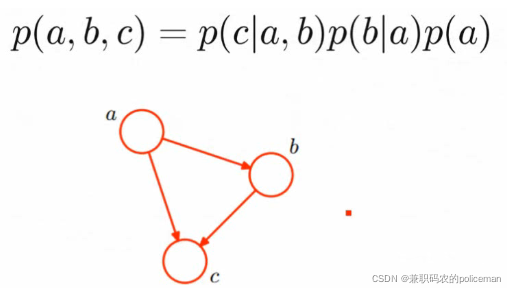 p(a, b, c) = p(c|a, b)p(b|a)p(a)
a
b
c
CSDN @兼职码农的policeman